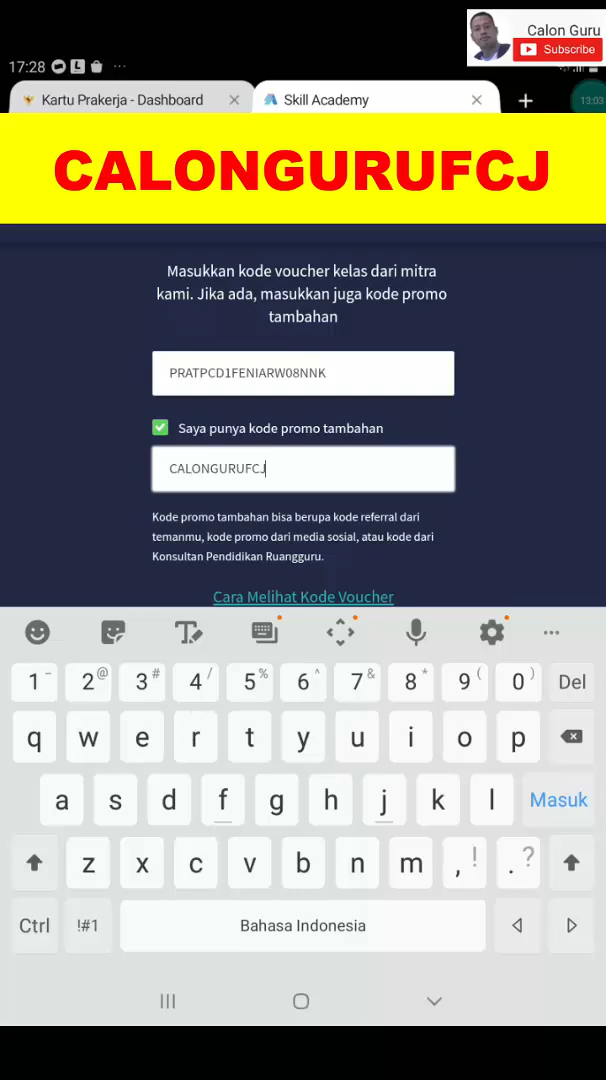 Calon Guru
Subscribe
17:28
Kartu Prakerja - Dashboard
Skill Academy
13:03
CALONGURUFCJ
Masukkan kode voucher kelas dari mitra
kami. Jika ada, masukkan juga kode promo
tambahan
PRATPCD1FENIARW08NNK
Saya punya kode promo tambahan
CALONGURUFCJ
Kode promo tambahan bisa berupa kode referral dari
temanmu, kode promo dari media sosial, atau kode dari
Konsultan Pendidikan Ruangguru.
Cara Melihat Kode Voucher
1 - 2 @ 3 # 4 / 5 % 6 ^ 7 & 8 * 9 ( 0 ) Del
q w e r t y u i o p
a s d f g h j k l Masuk
z x c v b n m , ! . ?
Ctrl !#1 Bahasa Indonesia